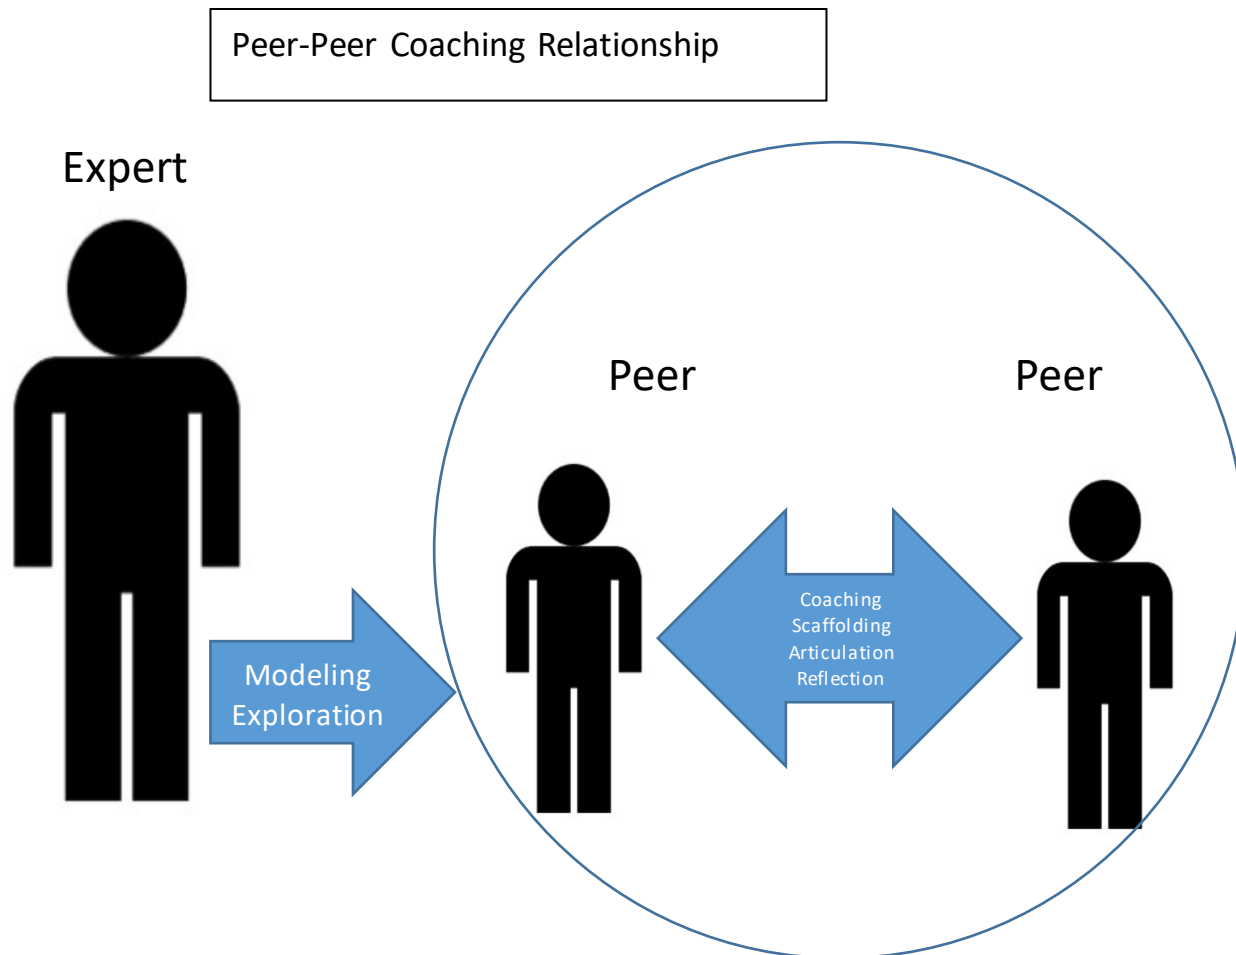 Peer-Peer Coaching Relationship
Expert
Peer
Peer
Modeling
Exploration
Coaching
Scaffolding
Articulation
Reflection